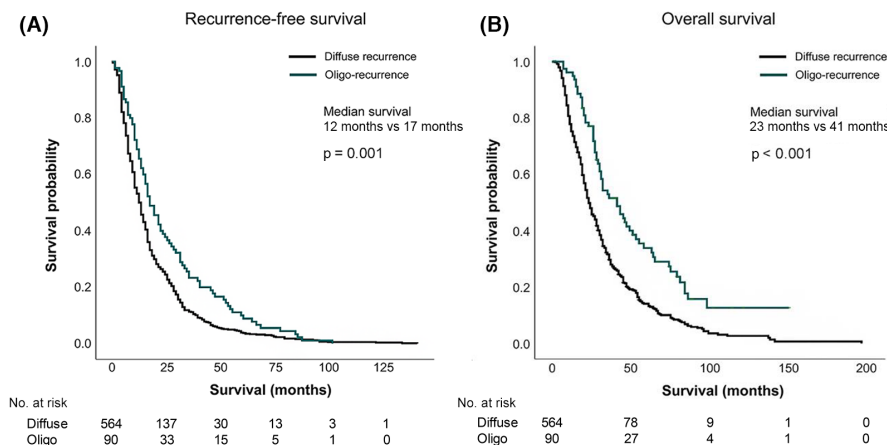 (A)
Recurrence-free survival
Diffuse recurrence
Oligo-recurrence
Median survival
12 months vs 17 months
p = 0.001
Survival probability
1.0
0.8
0.6
0.4
0.2
0.0
0 25 50 75 100 125
Survival (months)
No. at risk
Diffuse 564 137 30 13 3 1
Oligo 90 33 15 5 1 0
(B)
Overall survival
Diffuse recurrence
Oligo-recurrence
Median survival
23 months vs 41 months
p < 0.001
Survival probability
1.0
0.8
0.6
0.4
0.2
0.0
0 50 100 150 200
Survival (months)
No. at risk
Diffuse 564 78 9 1 0
Oligo 90 27 4 1 0